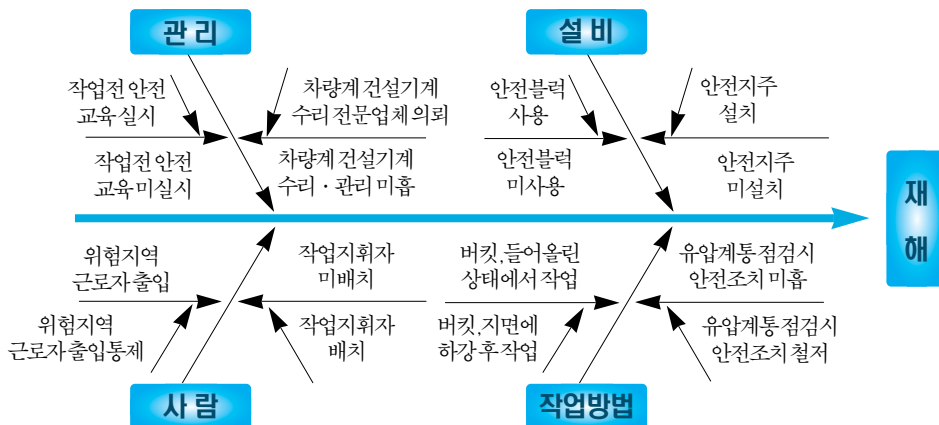 관 리
설 비
작업전 안전
교육 실시
차량계 건설기계
수리 전문업체 의뢰
안전블럭
사용
안전지주
설치
작업전 안전
교육 미실시
차량계 건설기계
수리 · 관리 미흡
안전블럭
미사용
안전지주
미설치
재
해
위험지역
근로자 출입
작업지휘자
미배치
버킷,들어올린
상태에서 작업
유압계통 점검시
안전조치 미흡
위험지역
근로자 출입통제
작업지휘자
배치
버킷,지면에
하강 후 작업
유압계통 점검시
안전조치 철저
사 람
작업방법